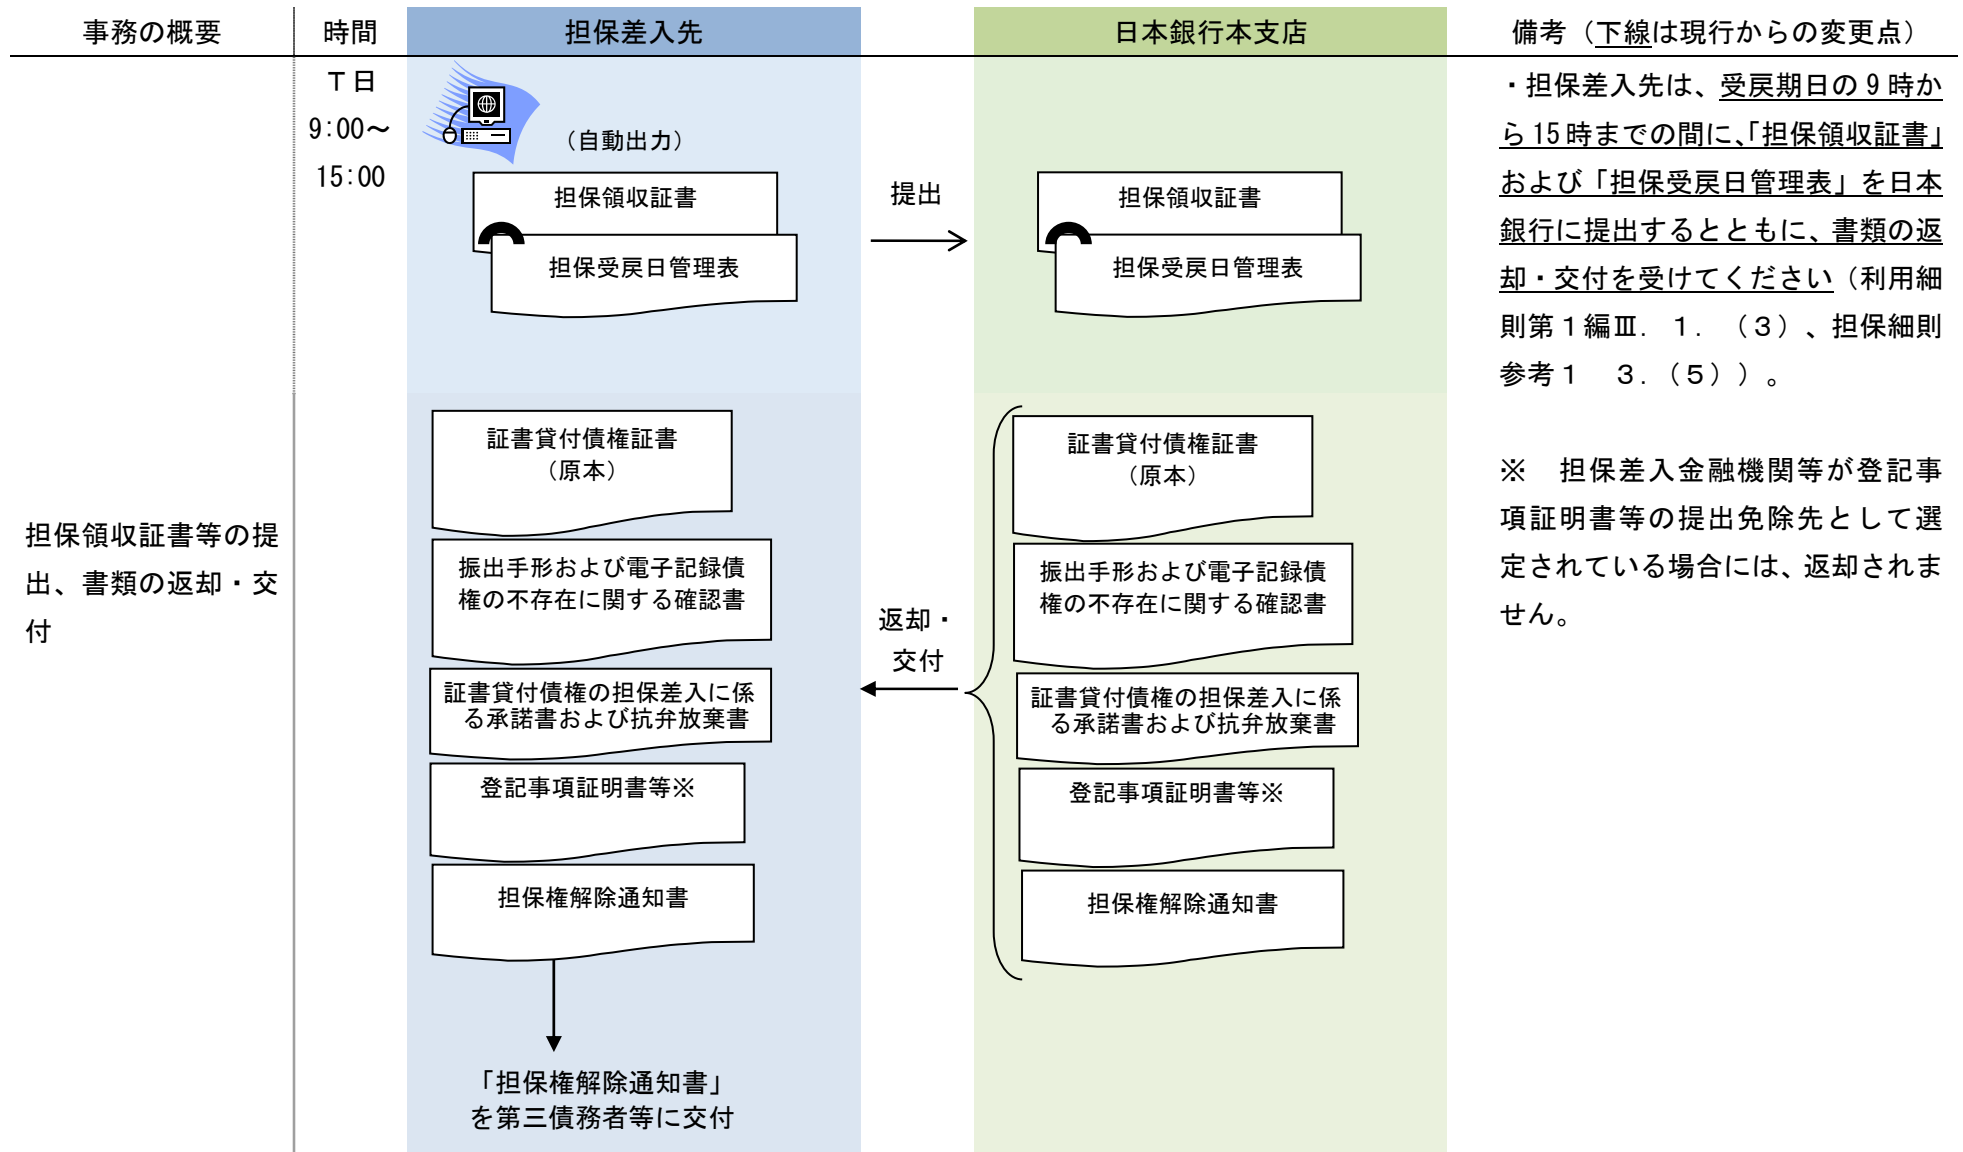 事務の概要
時間
担保差入先
日本銀行本支店
備考（下線は現行からの変更点）
担保領収証書等の提
出、書類の返却・交
付
Ｔ日
9:00～
15:00
（自動出力）
担保領収証書
担保受戻日管理表
提出
担保領収証書
担保受戻日管理表
証書貸付債権証書
（原本）
振出手形および電子記録債
権の不存在に関する確認書
証書貸付債権の担保差入に係
る承諾書および抗弁放棄書
登記事項証明書等※
担保権解除通知書
「担保権解除通知書」
を第三債務者等に交付
返却・
交付
証書貸付債権証書
（原本）
振出手形および電子記録債
権の不存在に関する確認書
証書貸付債権の担保差入に係
る承諾書および抗弁放棄書
登記事項証明書等※
担保権解除通知書
・担保差入先は、受戻期日の9時か
ら15時までの間に、「担保領収証書」
および「担保受戻日管理表」を日本
銀行に提出するとともに、書類の返
却・交付を受けてください（利用細
則第１編Ⅲ．１．（３）、担保細則
参考１　３．（５））。
※　担保差入金融機関等が登記事
項証明書等の提出免除先として選
定されている場合には、返却されま
せん。